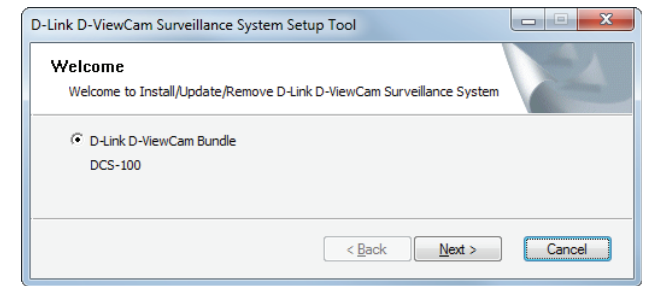 D-Link D-ViewCam Surveillance System Setup Tool
Welcome
Welcome to Install/Update/Remove D-Link D-ViewCam Surveillance System
D-Link D-ViewCam Bundle
DCS-100
< Back
Next >
Cancel